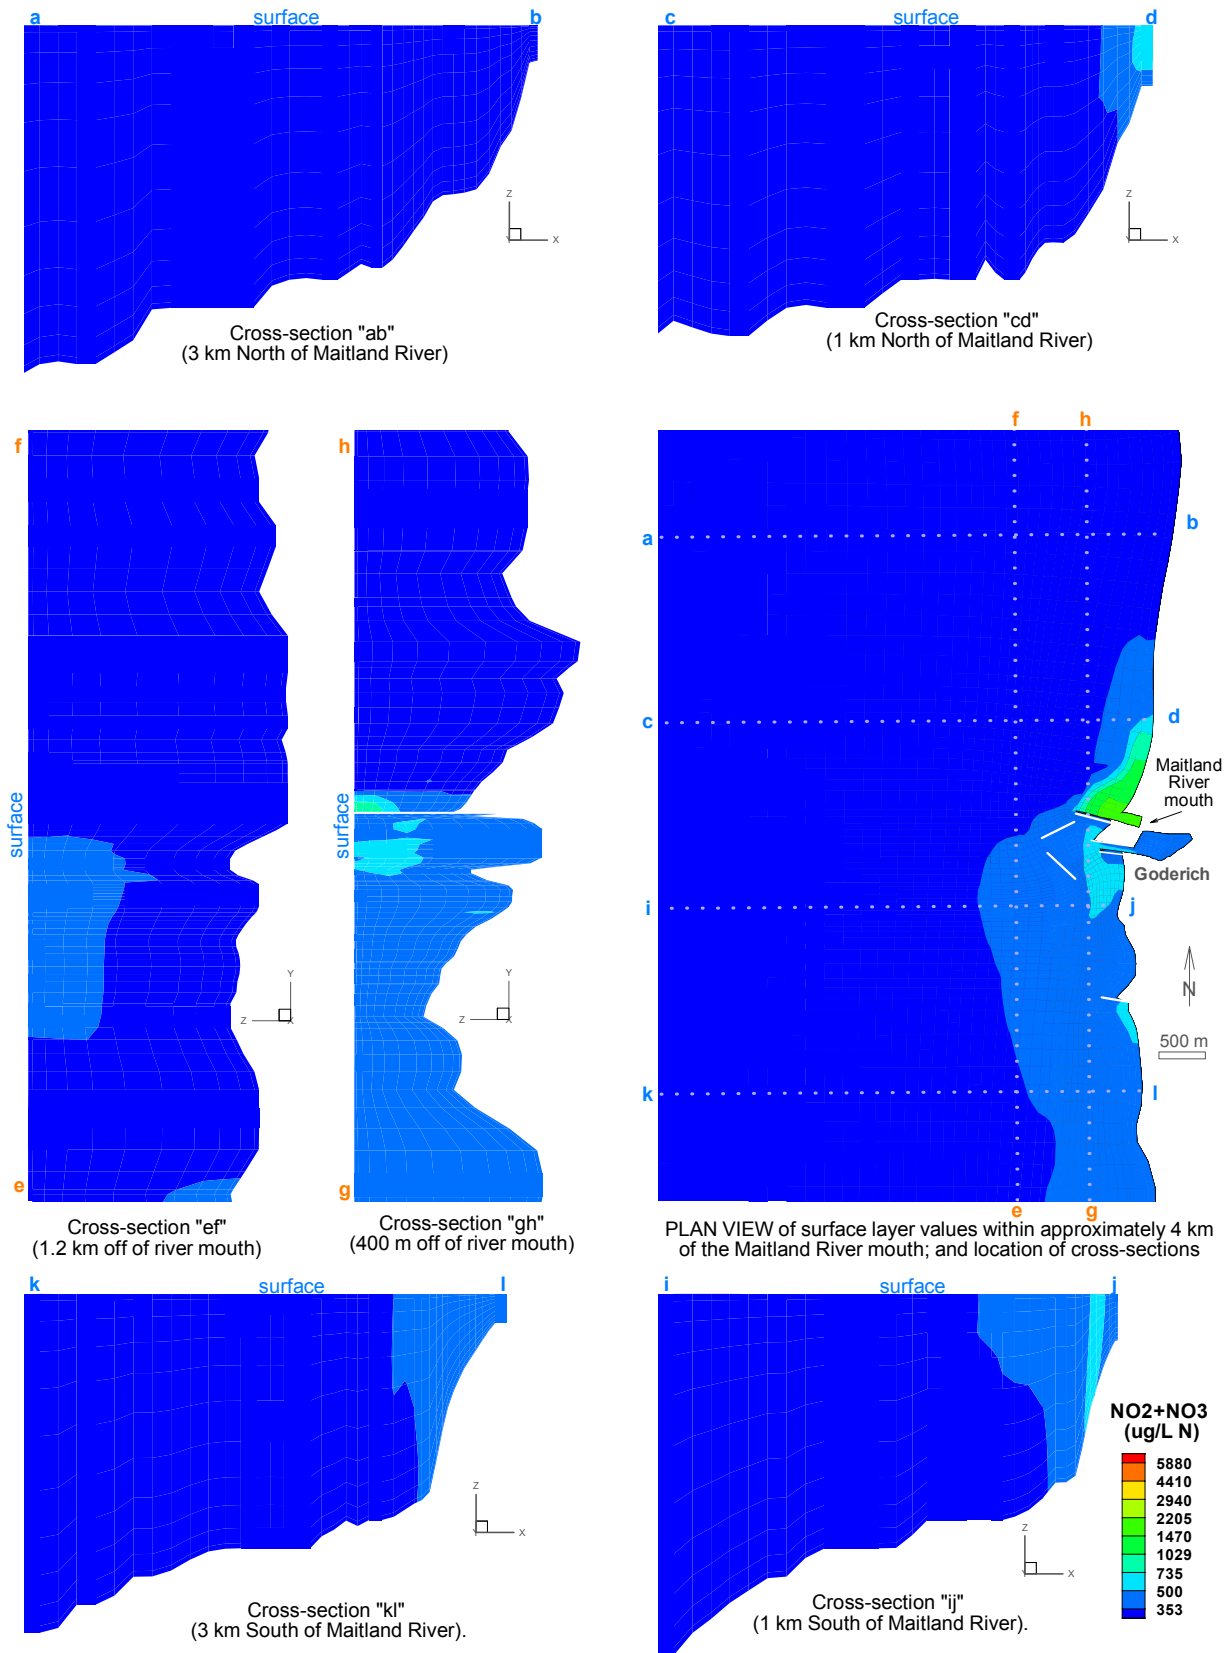 a surface b
c surface d
Z
X
Y
Z
X
Y
Cross-section "ab"
(3 km North of Maitland River)
Cross-section "cd"
(1 km North of Maitland River)
f
h
f h
b
a
c
d
Maitland
River
mouth
surface
surface
Goderich
i
j
Y
Z
X
Y
Z
X
N
500 m
k
l
e
g
e g
Cross-section "ef"
(1.2 km off of river mouth)
Cross-section "gh"
(400 m off of river mouth)
PLAN VIEW of surface layer values within approximately 4 km
of the Maitland River mouth; and location of cross-sections
k surface l
i surface j
NO2+NO3
(ug/L N)
5880
4410
2940
2205
1470
1029
735
500
353
Z
Y
X
Z
Y
X
Cross-section "kl"
(3 km South of Maitland River).
Cross-section "ij"
(1 km South of Maitland River).